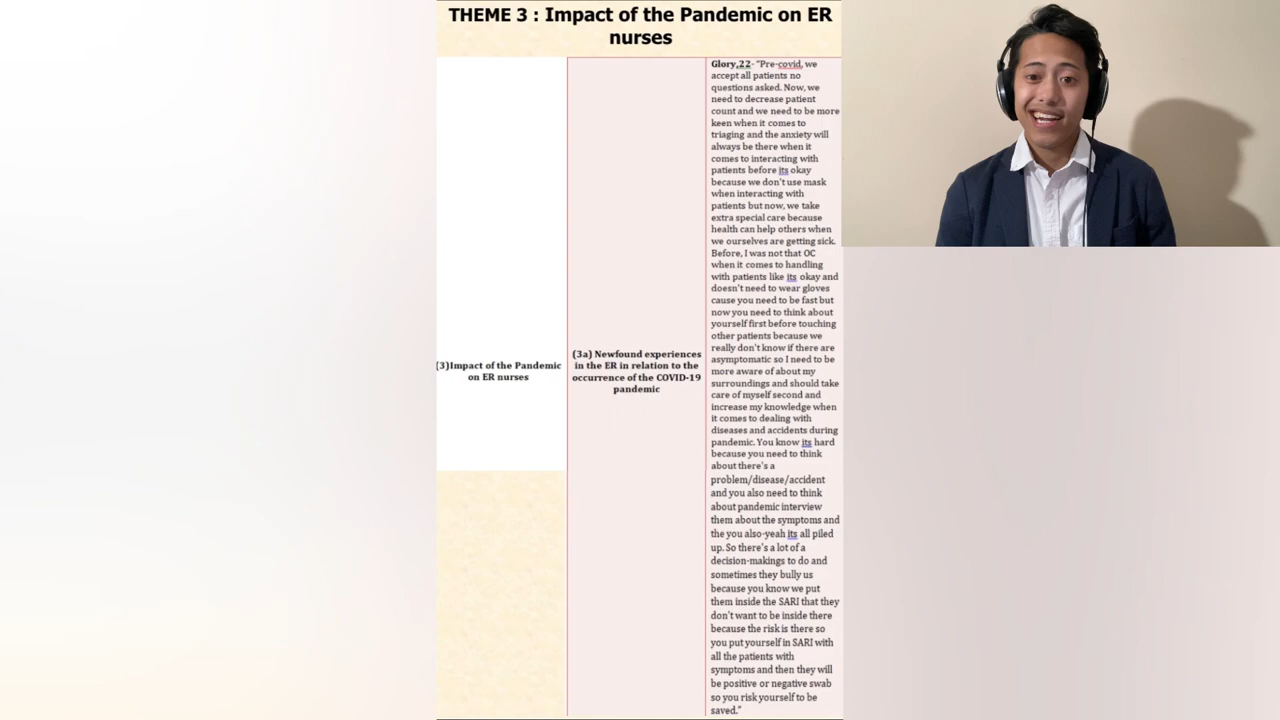 THEME 3 : Impact of the Pandemic on ER
nurses
(3)Impact of the Pandemic
on ER nurses
(3a) Newfound experiences
in the ER in relation to the
occurrence of the COVID-19
pandemic
Glory,22- “Pre-covid, we
accept all patients no
questions asked. Now, we
need to decrease patient
count and we need to be more
keen when it comes to
triaging and the anxiety will
always be there when it
comes to interacting with
patients before its okay
because we don't use mask
when interacting with
patients but now, we take
extra special care because
health can help others when
we ourselves are getting sick.
Before, I was not that OC
when it comes to handling
with patients like its okay and
doesn't need to wear gloves
cause you need to be fast but
now you need to think about
yourself first before touching
other patients because we
really don't know if there are
asymptomatic so I need to be
more aware of about my
surroundings and should take
care of myself second and
increase my knowledge when
it comes to dealing with
diseases and accidents during
pandemic. You know its hard
because you need to think
about there's a
problem/disease/accident
and you also need to think
about pandemic interview
them about the symptoms and
the you also-yeah its all piled
up. So there's a lot of a
decision-makings to do and
sometimes they bully us
because you know we put
them inside the SARI that they
don't want to be inside there
because the risk is there so
you put yourself in SARI with
all the patients with
symptoms and then they will
be positive or negative swab
so you risk yourself to be
saved.”